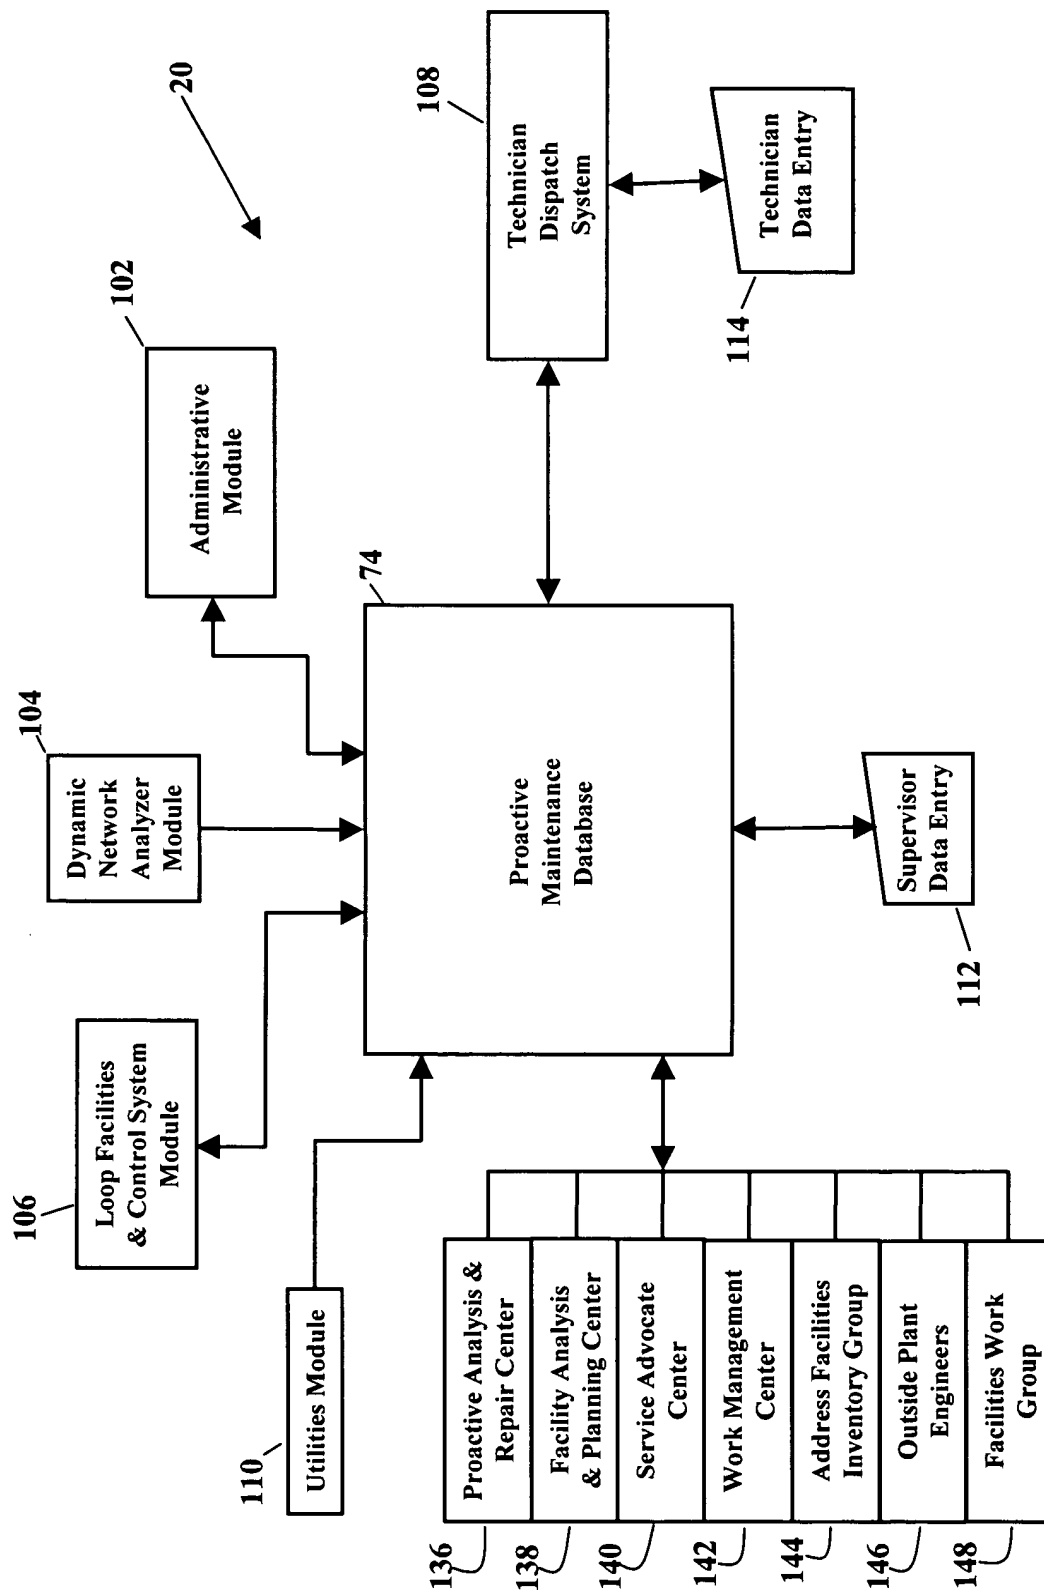 20
106
Loop Facilities
& Control System
Module
104
Dynamic
Network
Analyzer
Module
102
Administrative
Module
110
Utilities Module
74
Proactive
Maintenance
Database
108
Technician
Dispatch
System
136
Proactive Analysis &
Repair Center
138
Facility Analysis
& Planning Center
140
Service Advocate
Center
142
Work Management
Center
144
Address Facilities
Inventory Group
146
Outside Plant
Engineers
148
Facilities Work
Group
112
Supervisor
Data Entry
114
Technician
Data Entry